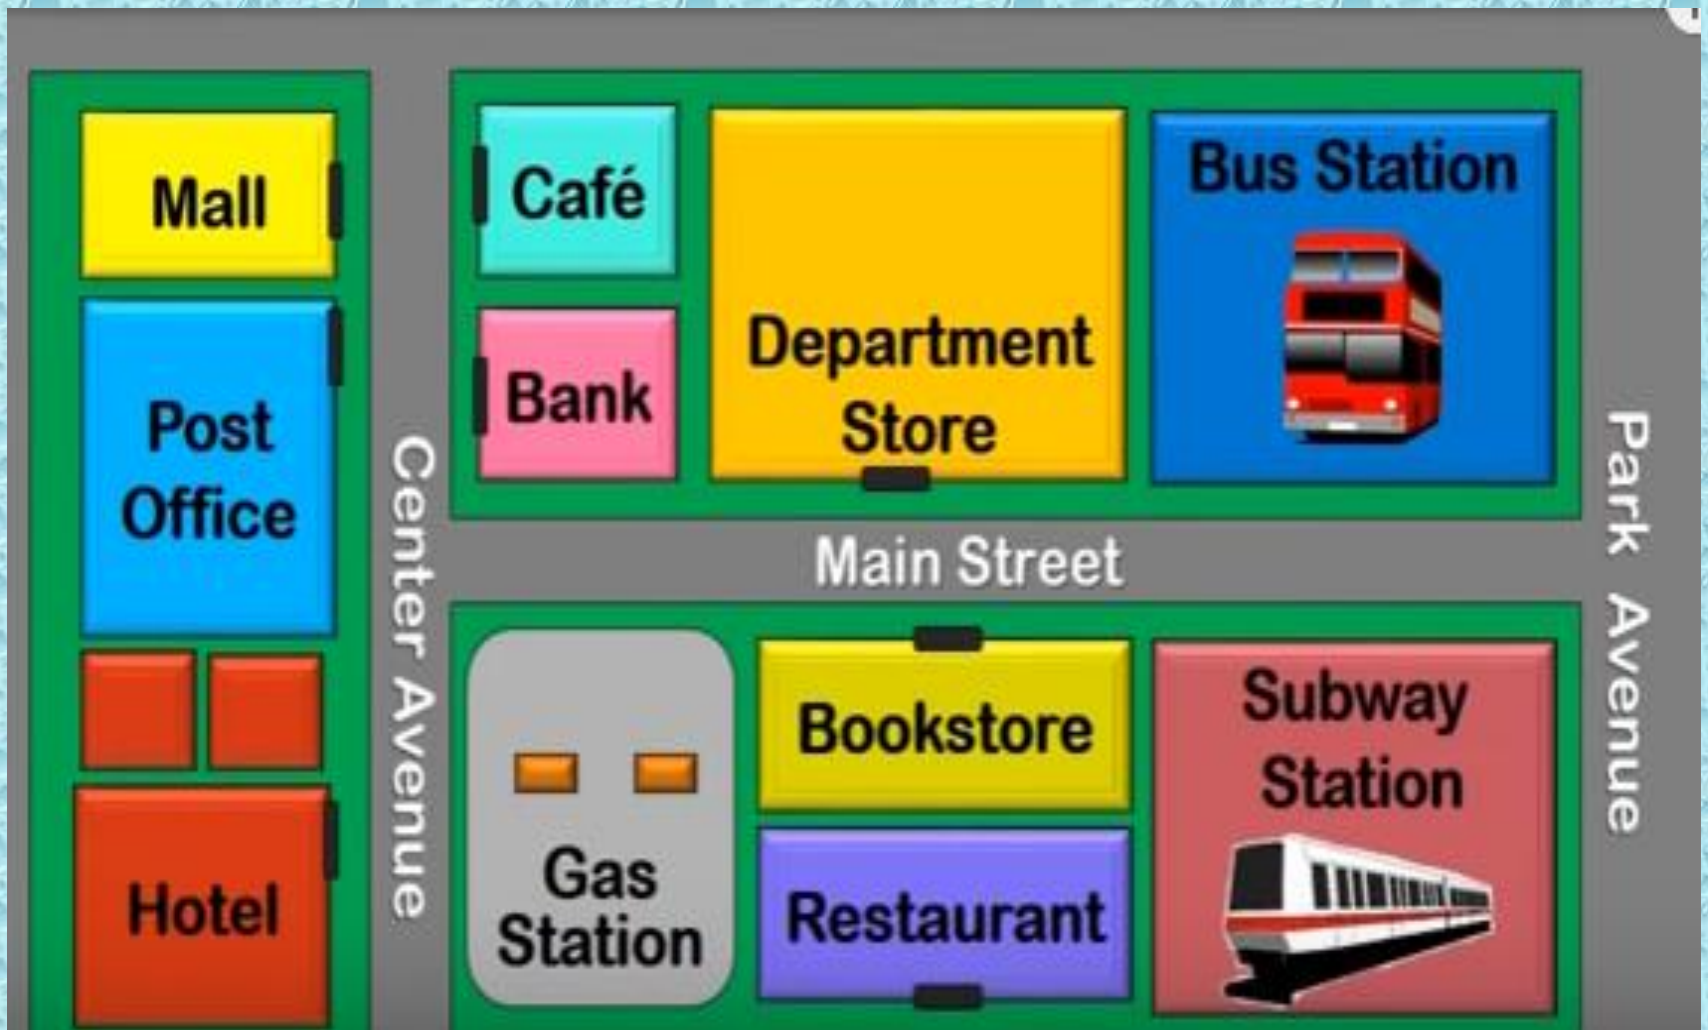 Mall
Café
Department
Store
Bus Station
Post
Office
Bank
Center Avenue
Main Street
Park Avenue
Hotel
Gas
Station
Bookstore
Restaurant
Subway
Station